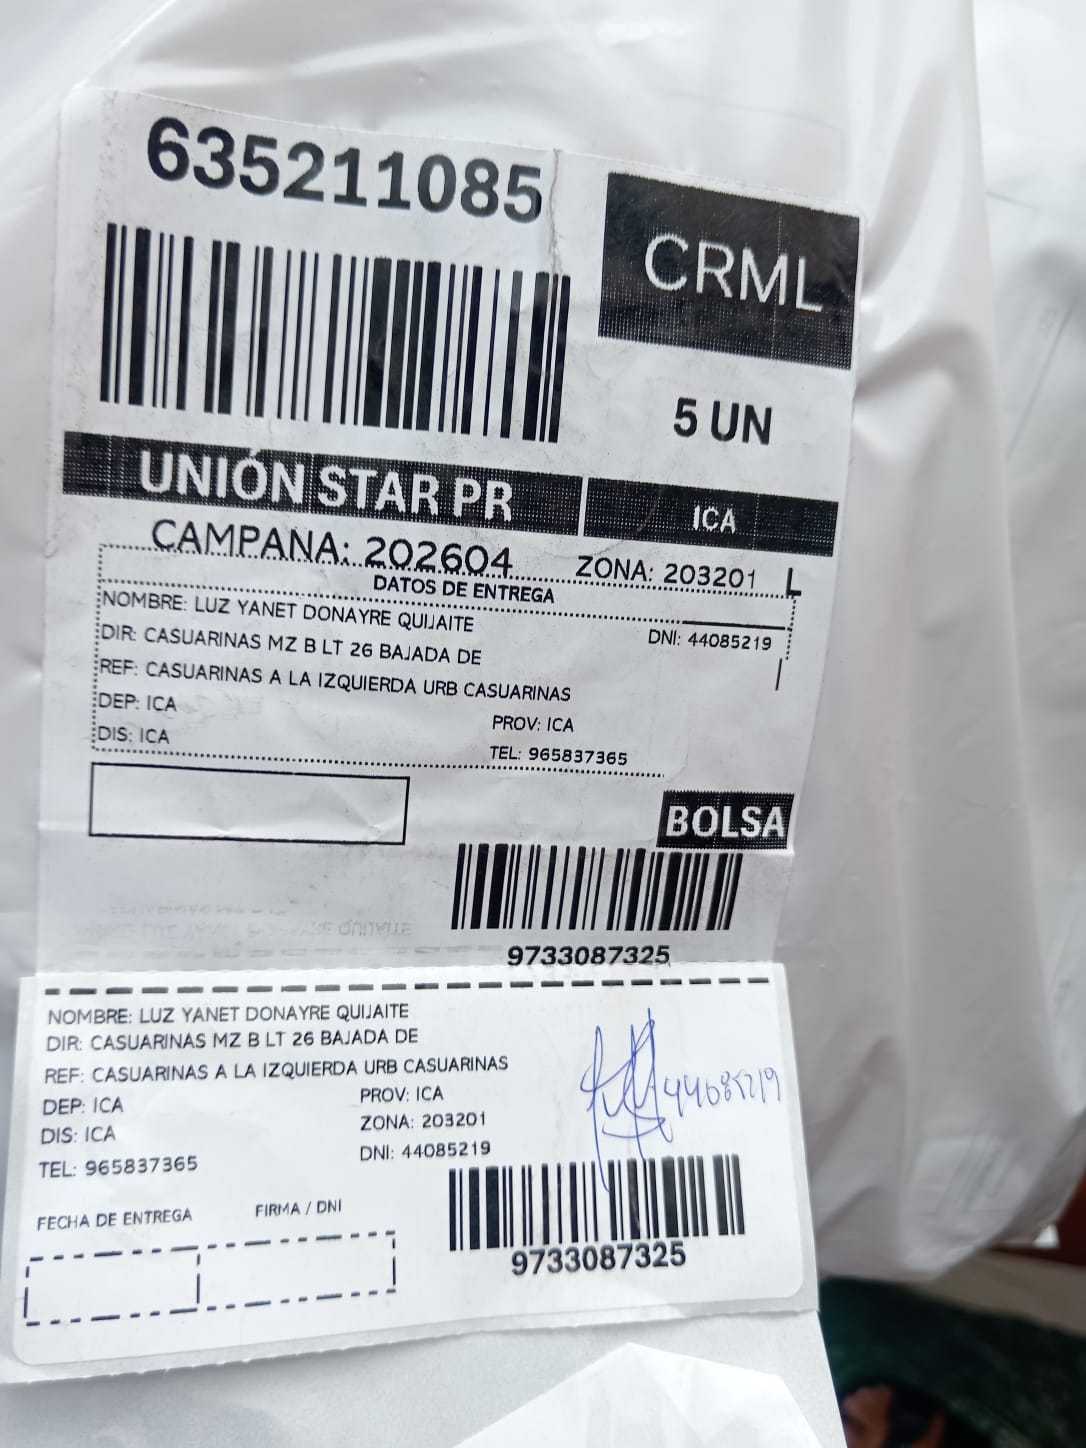 635211085
CRML
5 UN
UNIÓN STAR PR
ICA
CAMPANA: 202604
ZONA: 203201 L
DATOS DE ENTREGA
NOMBRE: LUZ YANET DONAYRE QUIJAITE
DNI: 44085219
DIR: CASUARINAS MZ B LT 26 BAJADA DE
REF: CASUARINAS A LA IZQUIERDA URB CASUARINAS
DEP: ICA
PROV: ICA
DIS: ICA
TEL: 965837365
BOLSA
9733087325
NOMBRE: LUZ YANET DONAYRE QUIJAITE
DIR: CASUARINAS MZ B LT 26 BAJADA DE
REF: CASUARINAS A LA IZQUIERDA URB CASUARINAS
DEP: ICA
PROV: ICA
DIS: ICA
ZONA: 203201
TEL: 965837365
DNI: 44085219
44085219
FECHA DE ENTREGA
FIRMA / DNI
9733087325